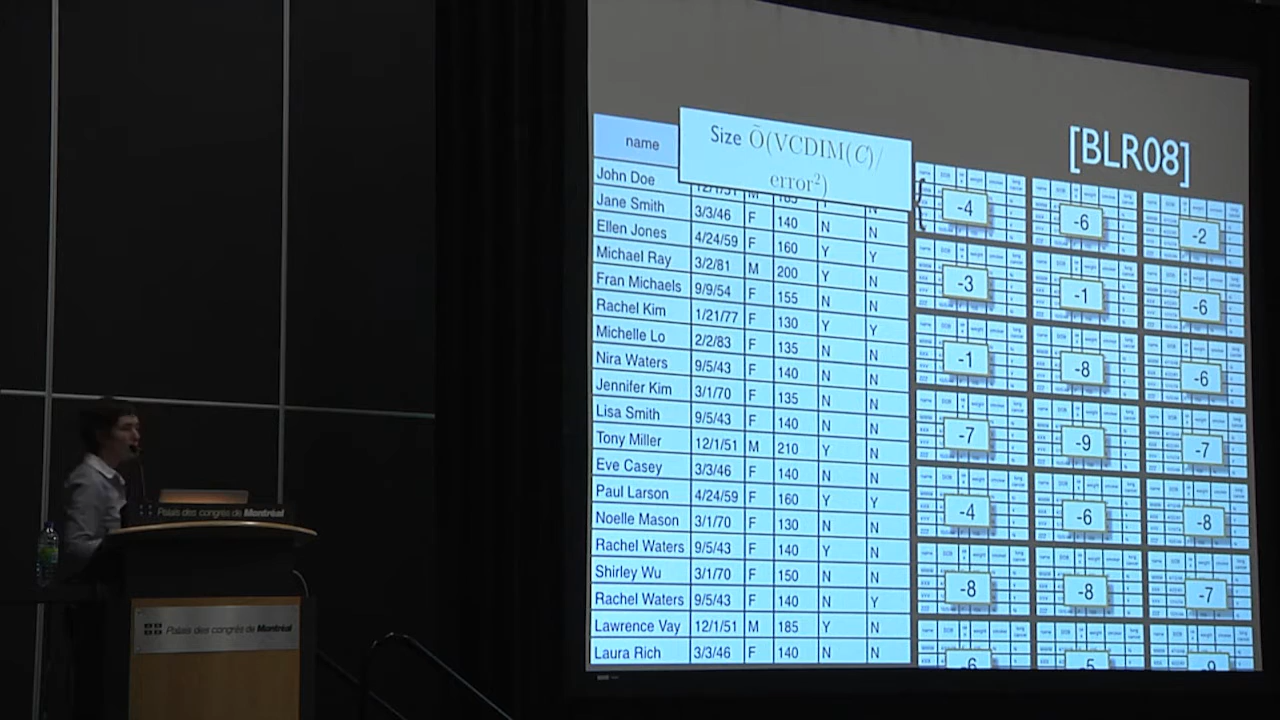 [BLR08]
Size Õ(VCDIM(C)/
error²)
name
John Doe 12/1/51 M 185 Y N
Jane Smith 3/3/46 F 140 N N
Ellen Jones 4/24/59 F 160 Y Y
Michael Ray 3/2/81 M 200 Y N
Fran Michaels 9/9/54 F 155 N N
Rachel Kim 1/21/77 F 130 Y Y
Michelle Lo 2/2/83 F 135 N N
Nira Waters 9/5/43 F 140 N N
Jennifer Kim 3/1/70 F 135 N N
Lisa Smith 9/5/43 F 140 N N
Tony Miller 12/1/51 M 210 Y N
Eve Casey 3/3/46 F 140 N N
Paul Larson 4/24/59 F 160 Y Y
Noelle Mason 3/1/70 F 130 N N
Rachel Waters 9/5/43 F 140 Y N
Shirley Wu 3/1/70 F 150 N N
Rachel Waters 9/5/43 F 140 N Y
Lawrence Vay 12/1/51 M 185 Y N
Laura Rich 3/3/46 F 140 N N
-4 -6 -2
-3 -1 -6
-1 -8 -6
-7 -9 -7
-4 -6 -8
-8 -8 -7
-6 -5 -9
Palais des congrès de Montréal
Palais des congrès de Montréal